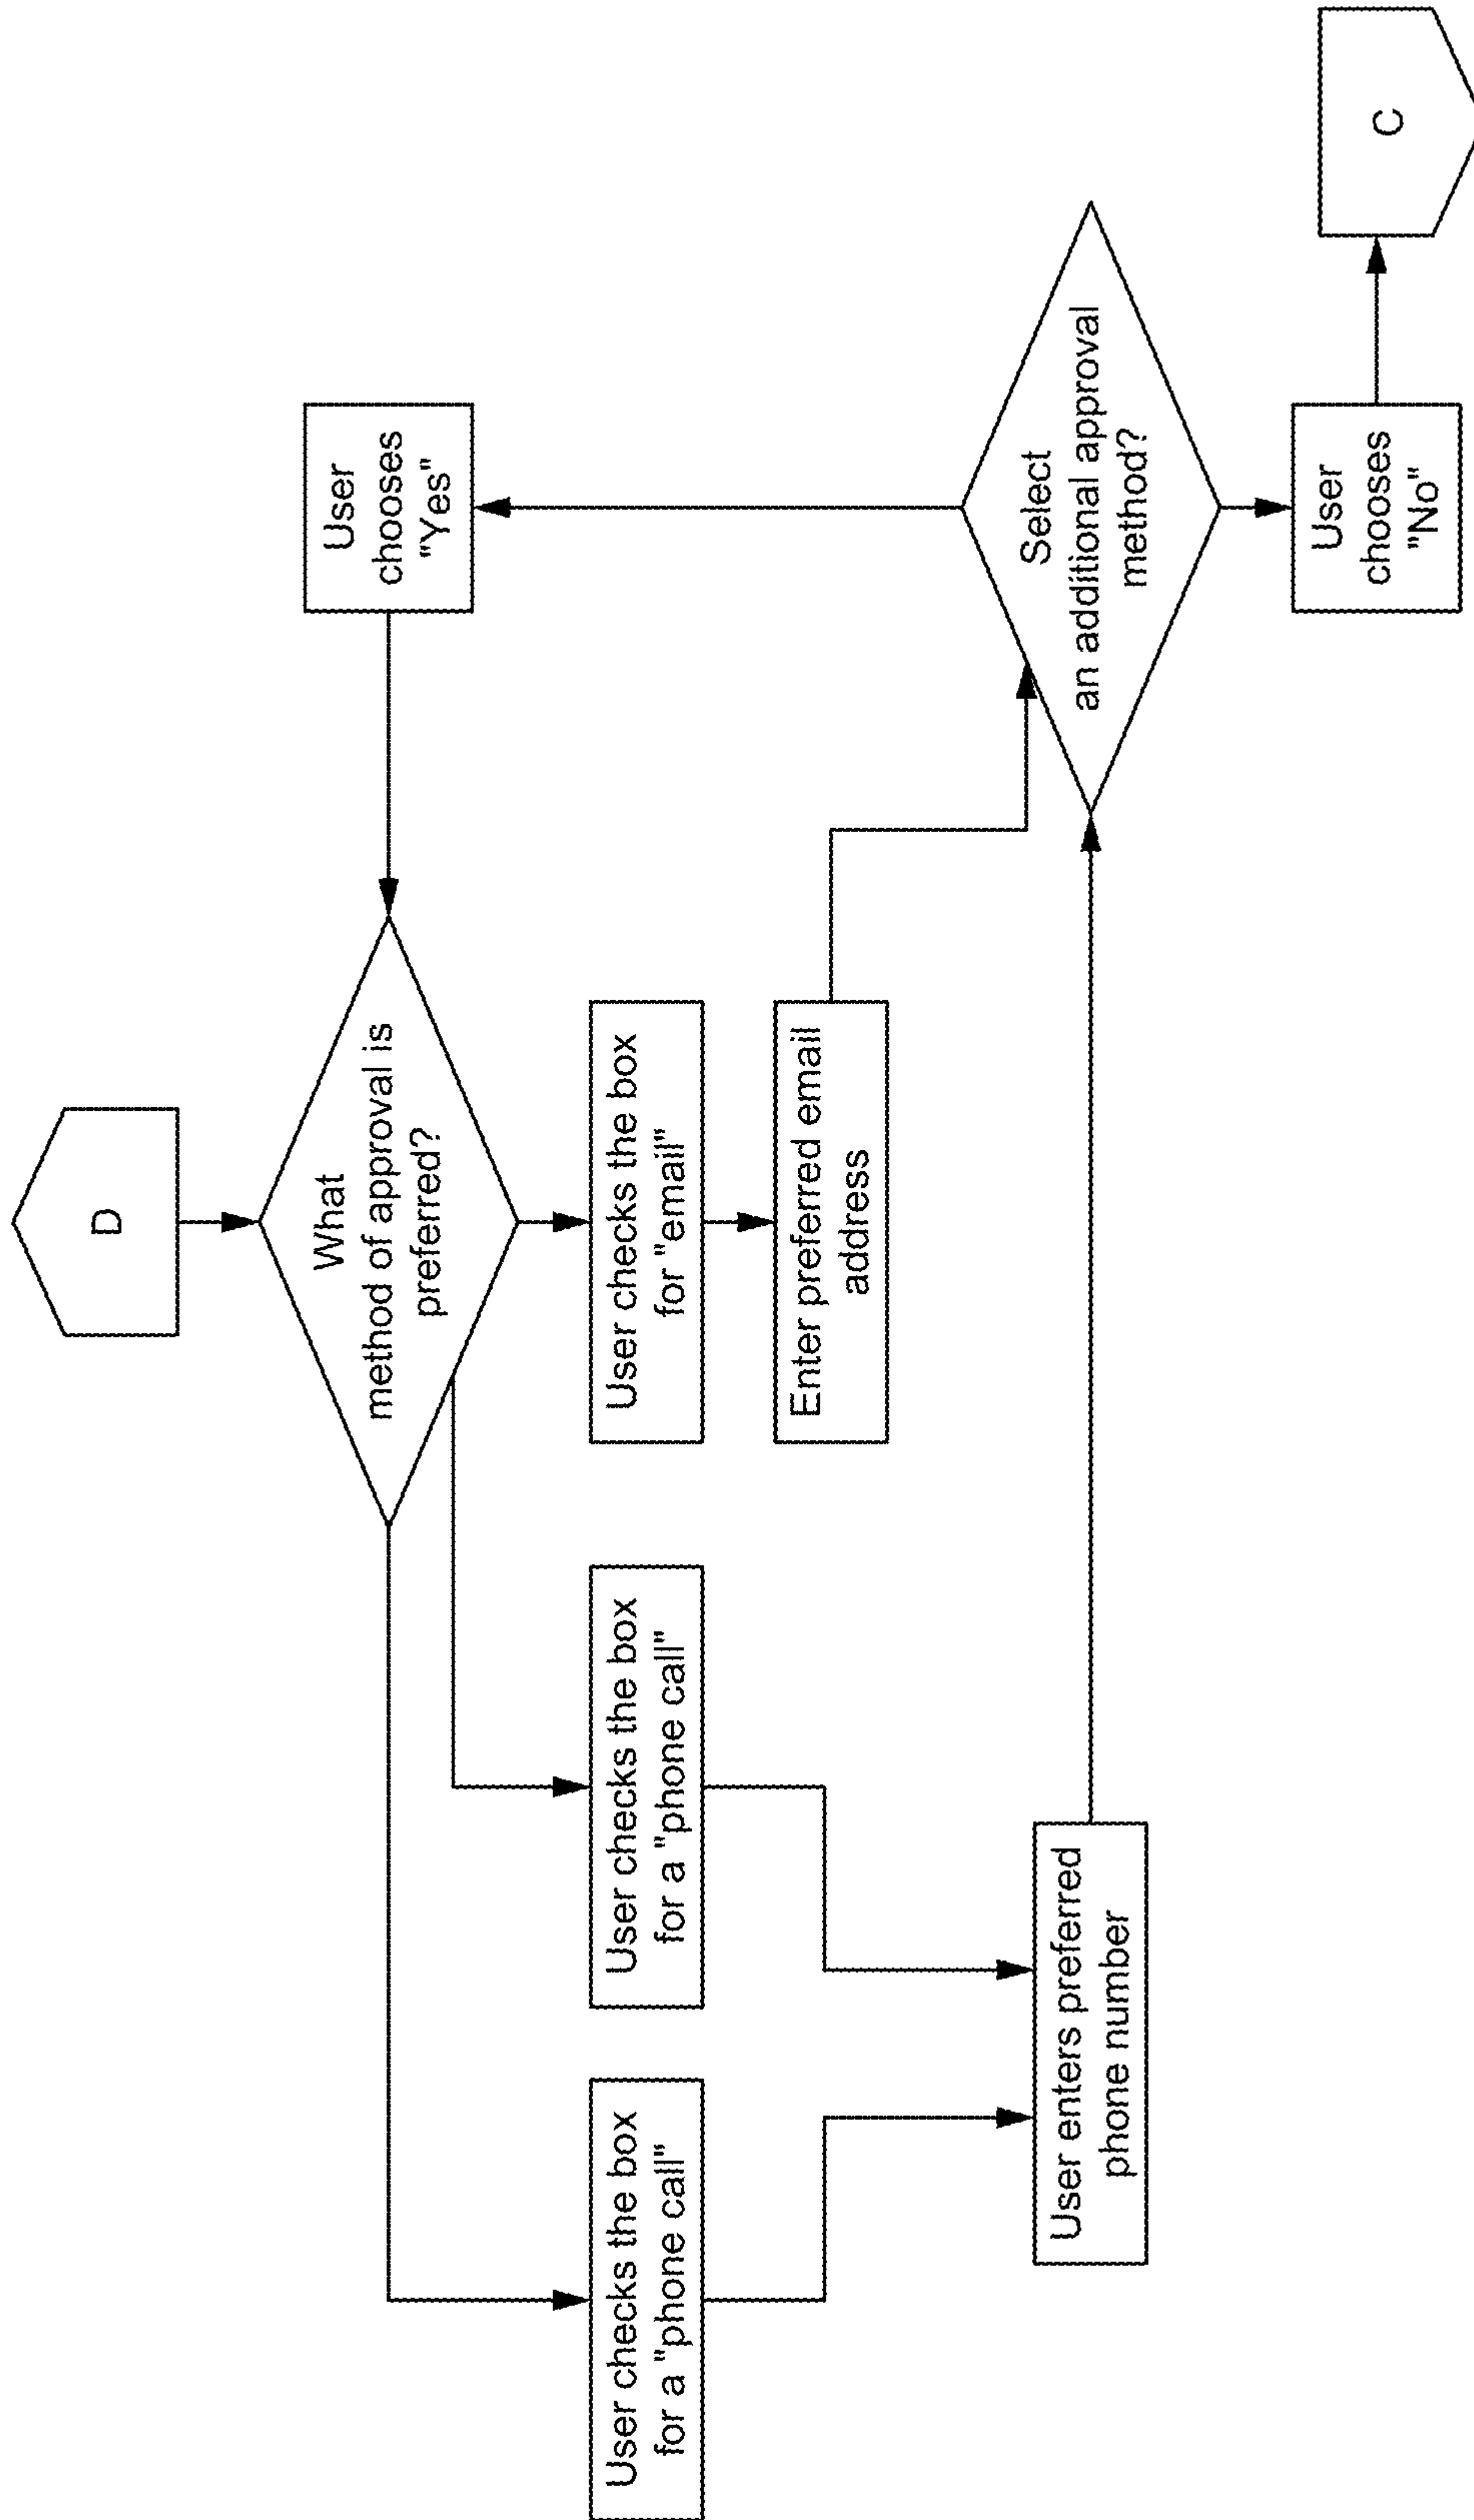 D
What
method of approval is
preferred?
User
chooses
"Yes"
User checks the box
for a "phone call"
User checks the box
for a "phone call"
User checks the box
for "email"
Enter preferred email
address
User enters preferred
phone number
Select
an additional approval
method?
User
chooses
"No"
C